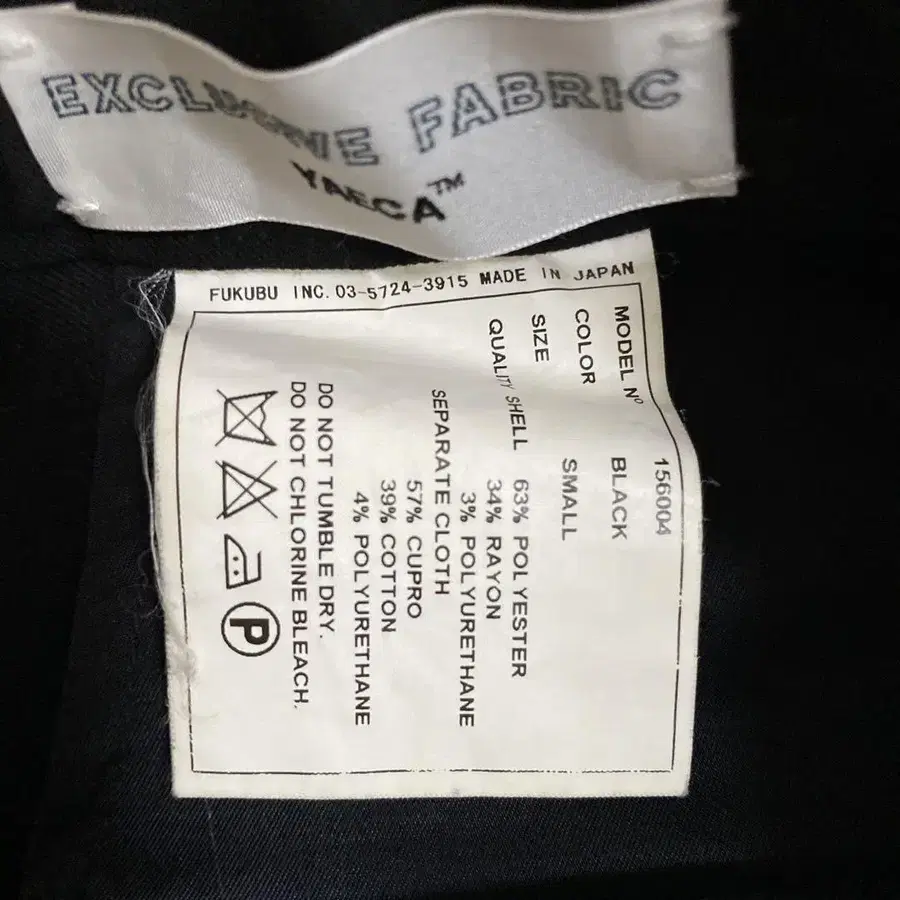 EXCLUSIVE FABRIC
YAECA™
FUKUBU INC. 03-5724-3915 MADE IN JAPAN
MODEL Nº 156004
COLOR BLACK
SIZE SMALL
QUALITY SHELL 63% POLYESTER
34% RAYON
3% POLYURETHANE
SEPARATE CLOTH
57% CUPRO
39% COTTON
4% POLYURETHANE
DO NOT TUMBLE DRY.
DO NOT CHLORINE BLEACH.
P